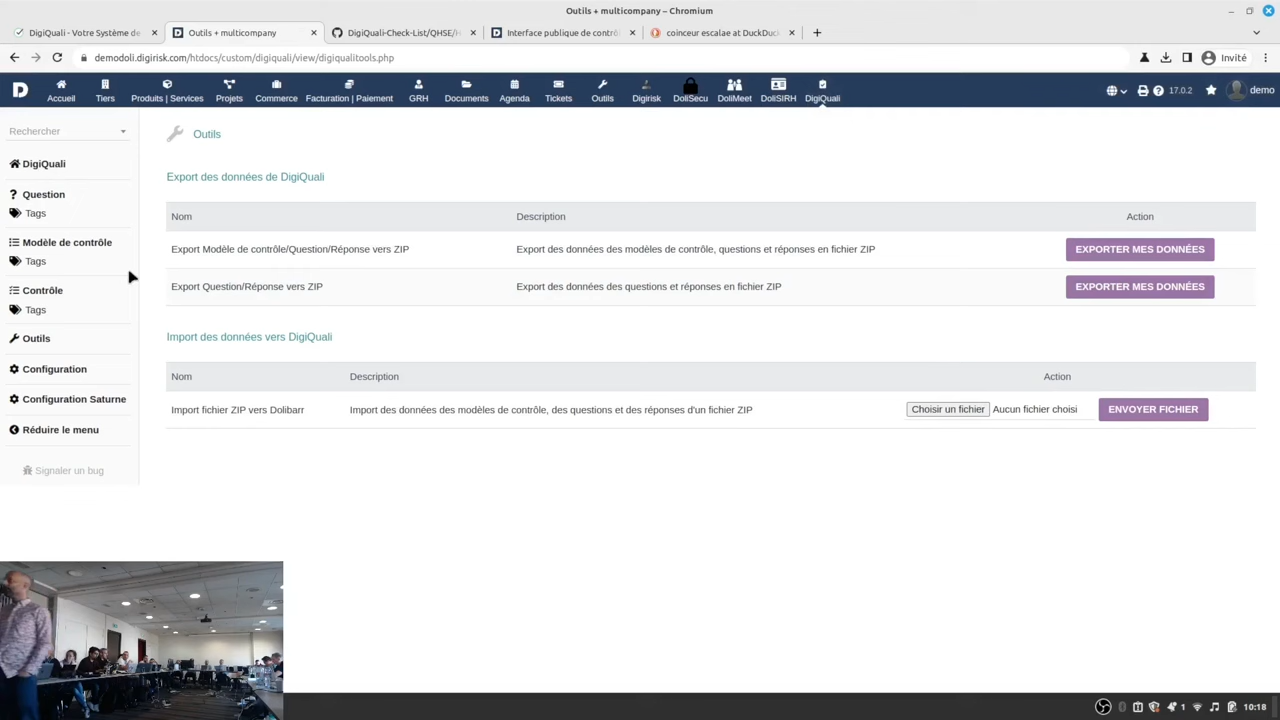 Outils + multicompany – Chromium
DigiQuali - Votre Système de
Outils + multicompany
DigiQuali-Check-List/QHSE/H
Interface publique de contrô
coinceur escalae at DuckDuc
demodoli.digirisk.com/htdocs/custom/digiquali/view/digiqualitools.php
Invité
Accueil
Tiers
Produits | Services
Projets
Commerce
Facturation | Paiement
GRH
Documents
Agenda
Tickets
Outils
Digirisk
DoliSecu
DoliMeet
DoliSIRH
DigiQuali
17.0.2
demo
Rechercher
DigiQuali
Question
Tags
Modèle de contrôle
Tags
Contrôle
Tags
Outils
Configuration
Configuration Saturne
Réduire le menu
Signaler un bug
Outils
Export des données de DigiQuali
Nom Description Action
Export Modèle de contrôle/Question/Réponse vers ZIP Export des données des modèles de contrôle, questions et réponses en fichier ZIP EXPORTER MES DONNÉES
Export Question/Réponse vers ZIP Export des données des questions et réponses en fichier ZIP EXPORTER MES DONNÉES
Import des données vers DigiQuali
Nom Description Action
Import fichier ZIP vers Dolibarr Import des données des modèles de contrôle, des questions et des réponses d'un fichier ZIP Choisir un fichier Aucun fichier choisi ENVOYER FICHIER
1 10:18